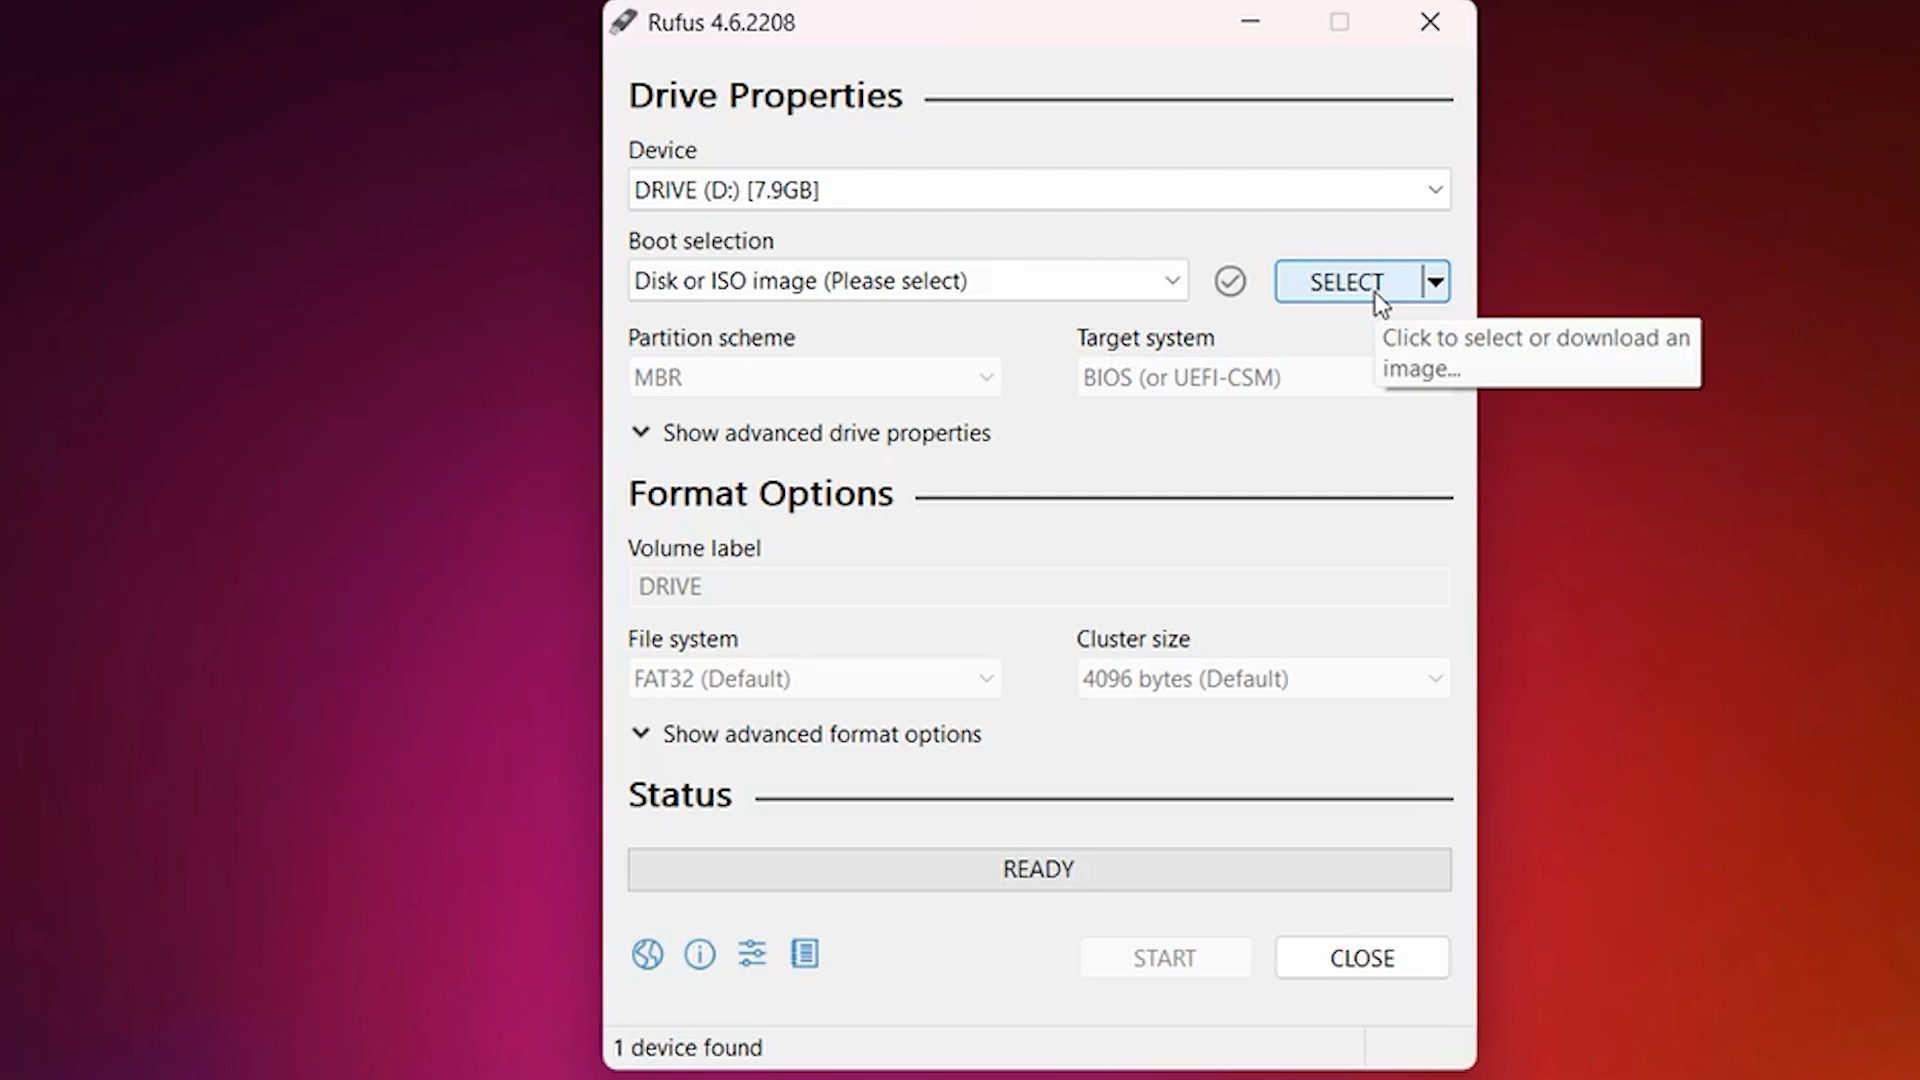 Rufus 4.6.2208
Drive Properties
Device
DRIVE (D:) [7.9GB]
Boot selection
Disk or ISO image (Please select)
SELECT
Click to select or download an
image...
Partition scheme
Target system
MBR
BIOS (or UEFI-CSM)
Show advanced drive properties
Format Options
Volume label
DRIVE
File system
Cluster size
FAT32 (Default)
4096 bytes (Default)
Show advanced format options
Status
READY
START
CLOSE
1 device found